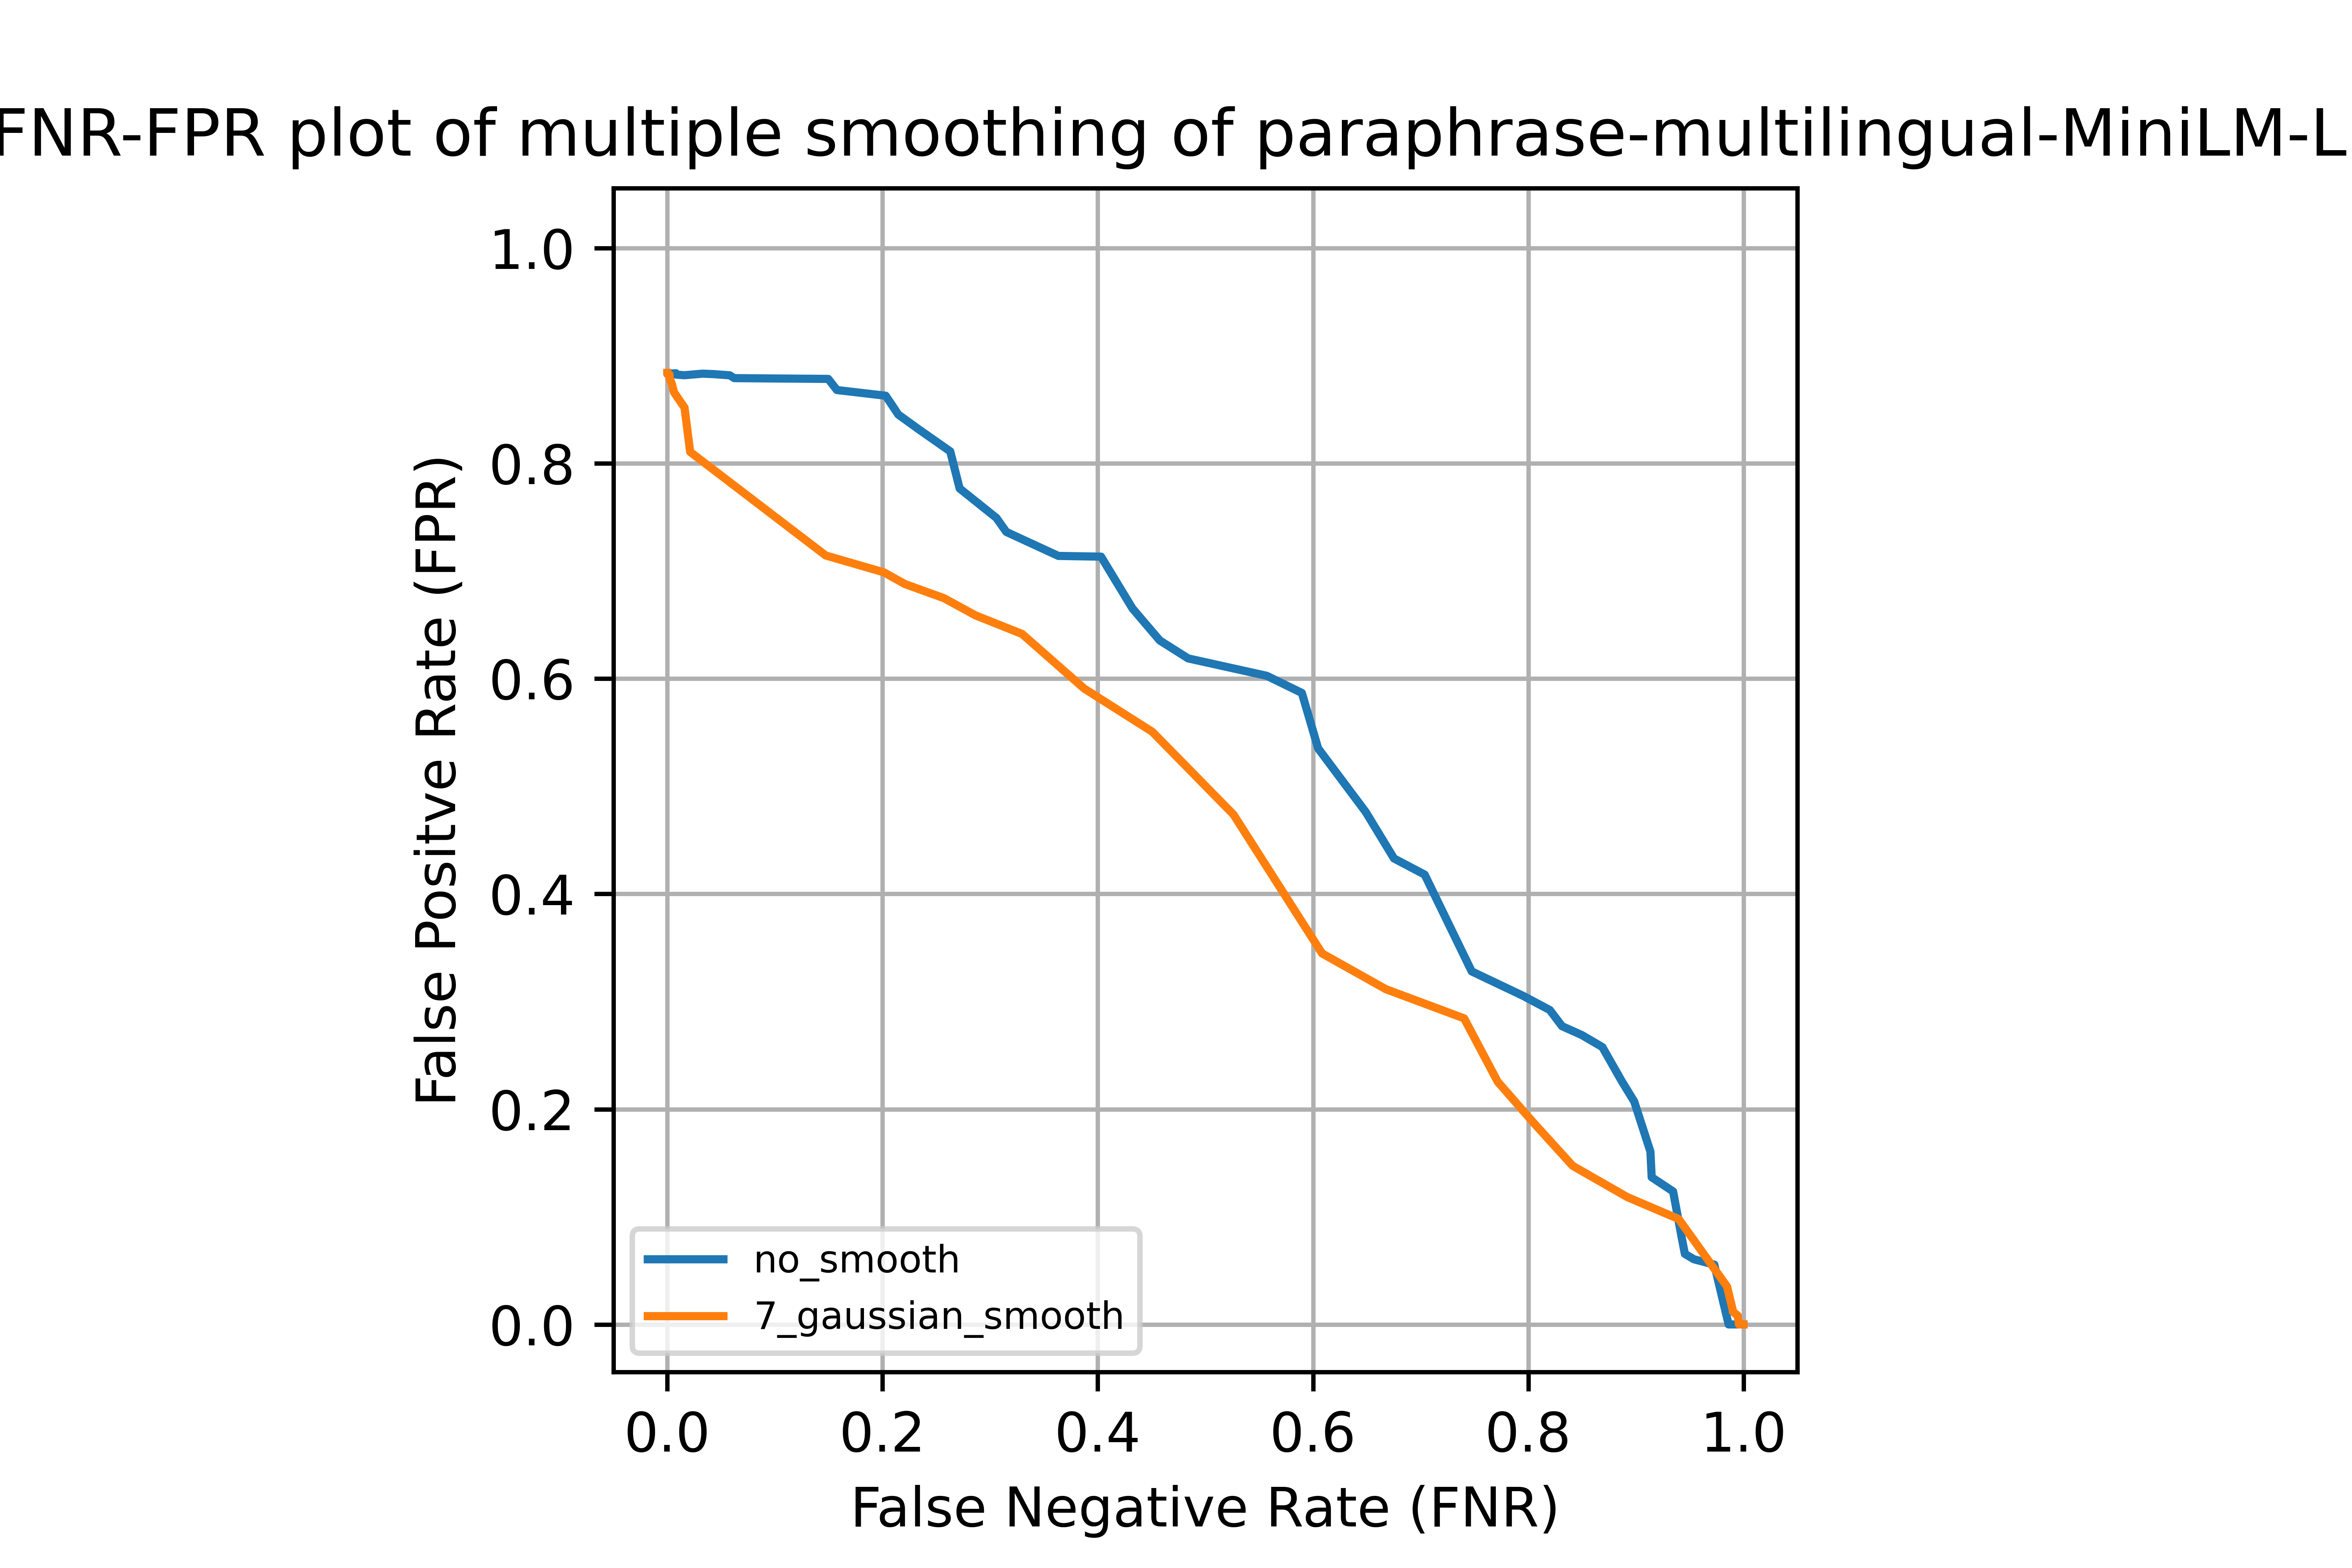 FNR-FPR plot of multiple smoothing of paraphrase-multilingual-MiniLM-L
1.0
0.8
0.6
0.4
0.2
0.0
False Positve Rate (FPR)
no_smooth
7_gaussian_smooth
0.0 0.2 0.4 0.6 0.8 1.0
False Negative Rate (FNR)